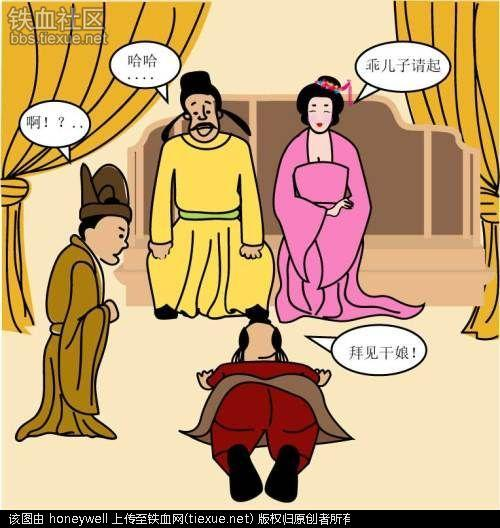 铁血社区
bbs.tiexue.net
哈哈
....
乖儿子请起
啊！？..
拜见干娘！
该图由 honeywell 上传至铁血网(tiexue.net) 版权归原创者所有